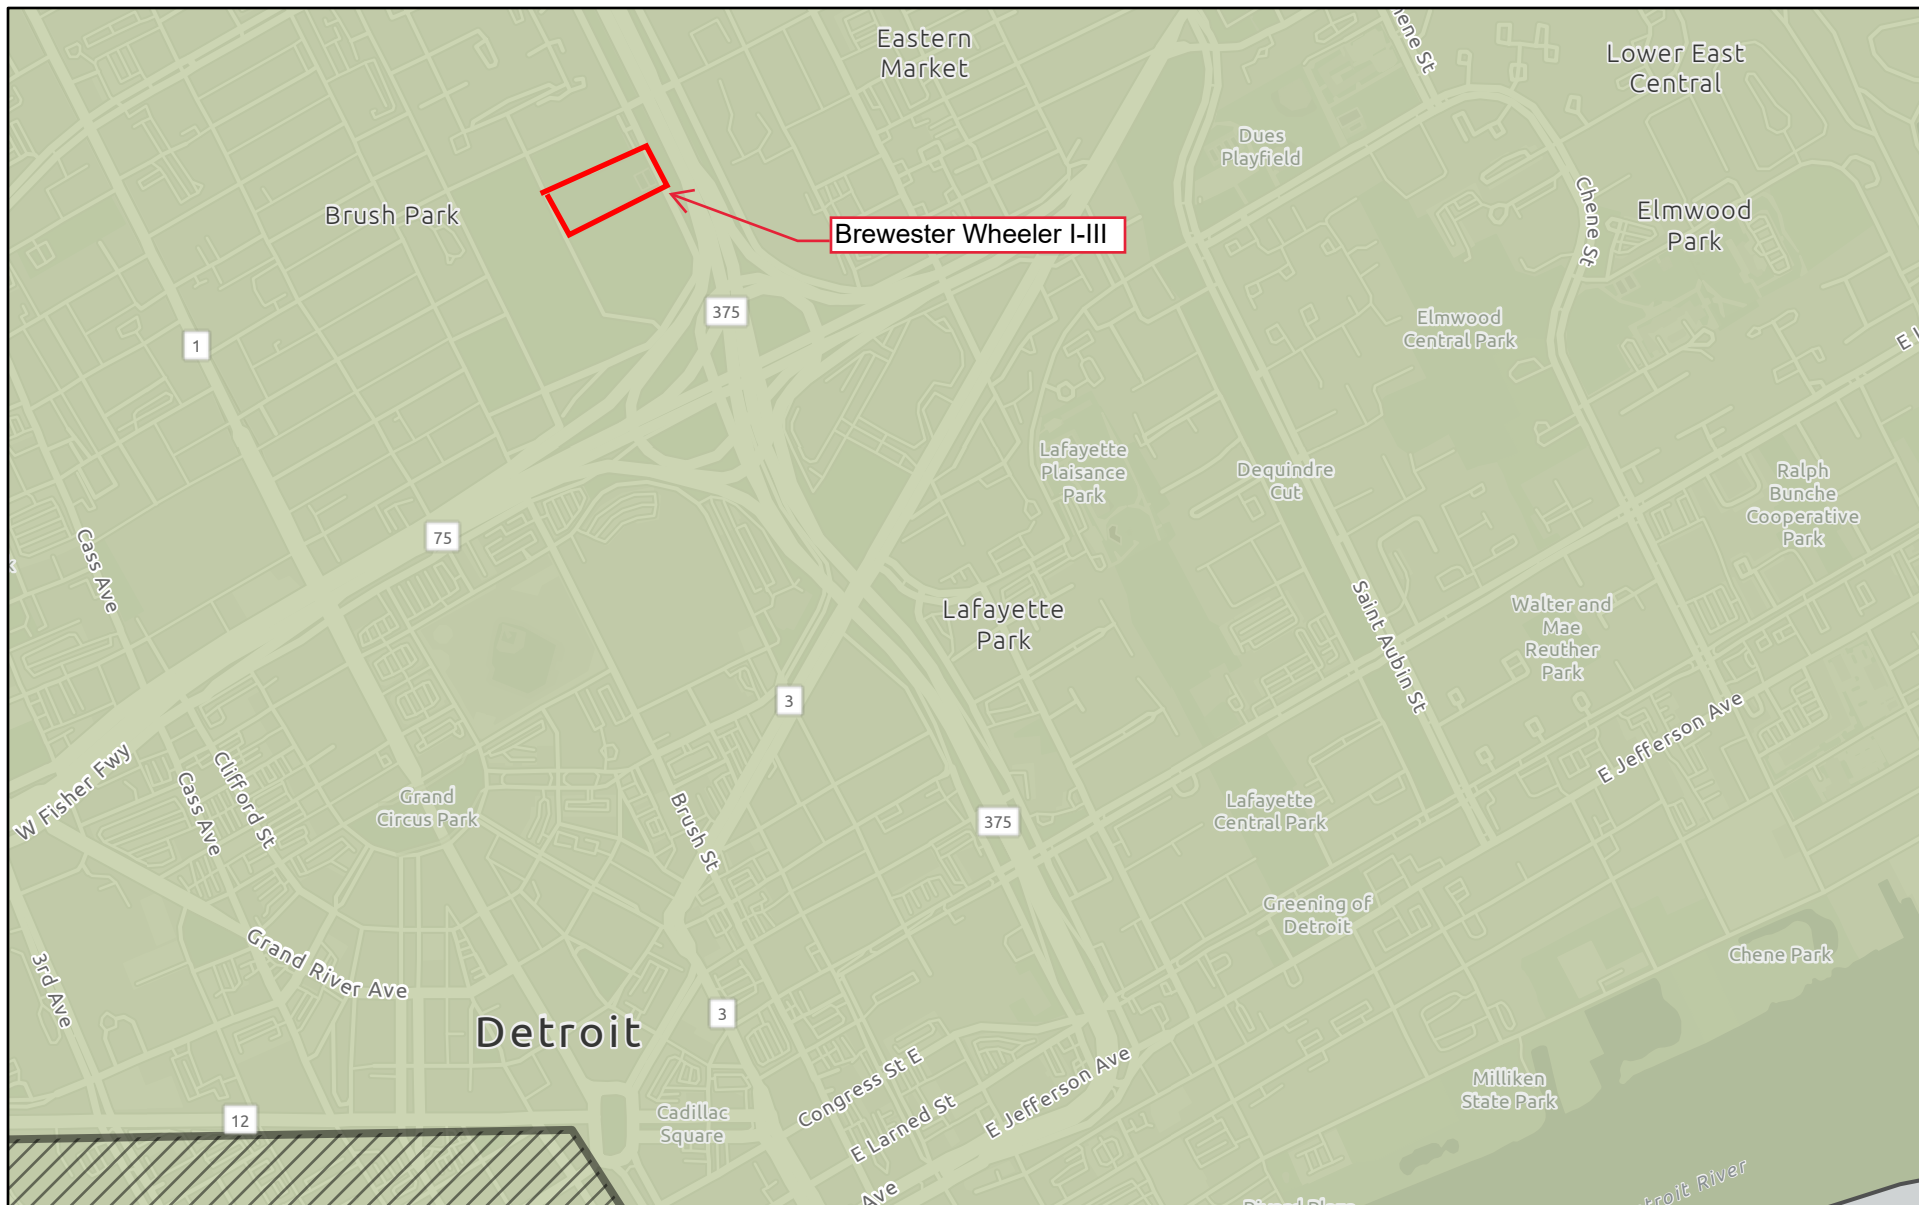 Eastern
Market
ene St
Lower East
Central
Dues
Playfield
Brush Park
Brewester Wheeler I-III
Chene St
Elmwood
Park
375
Elmwood
Central Park
1
E
Lafayette
Plaisance
Park
Dequindre
Cut
Ralph
Bunche
Cooperative
Park
75
Cass Ave
k
Lafayette
Park
Saint Aubin St
Walter and
Mae
Reuther
Park
3
E Jefferson Ave
W Fisher Fwy
Clifford St
Cass Ave
Grand
Circus Park
Brush St
375
Lafayette
Central Park
Greening of
Detroit
Grand River Ave
3rd Ave
Chene Park
3
Detroit
Congress St E
E Larned St
E Jefferson Ave
Milliken
State Park
12
Cadillac
Square
Ave
troit River